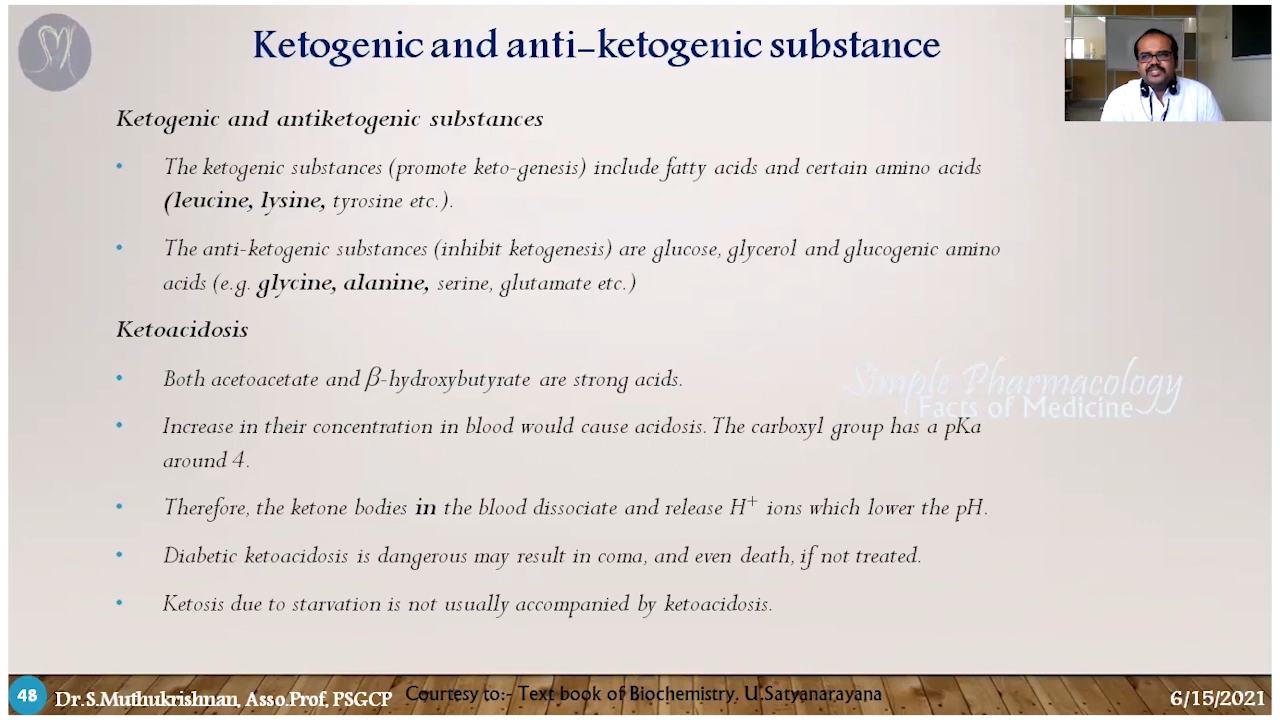 Ketogenic and anti-ketogenic substance
Ketogenic and antiketogenic substances
• The ketogenic substances (promote keto-genesis) include fatty acids and certain amino acids
(leucine, lysine, tyrosine etc.).
• The anti-ketogenic substances (inhibit ketogenesis) are glucose, glycerol and glucogenic amino
acids (e.g. glycine, alanine, serine, glutamate etc.)
Ketoacidosis
• Both acetoacetate and β-hydroxybutyrate are strong acids.
Simple Pharmacology
Facts of Medicine
• Increase in their concentration in blood would cause acidosis. The carboxyl group has a pKa
around 4.
• Therefore, the ketone bodies in the blood dissociate and release H⁺ ions which lower the pH.
• Diabetic ketoacidosis is dangerous may result in coma, and even death, if not treated.
• Ketosis due to starvation is not usually accompanied by ketoacidosis.
48 Dr.S.Muthukrishnan, Asso.Prof, PSGCP Courtesy to:- Text book of Biochemistry. U.Satyanarayana 6/15/2021